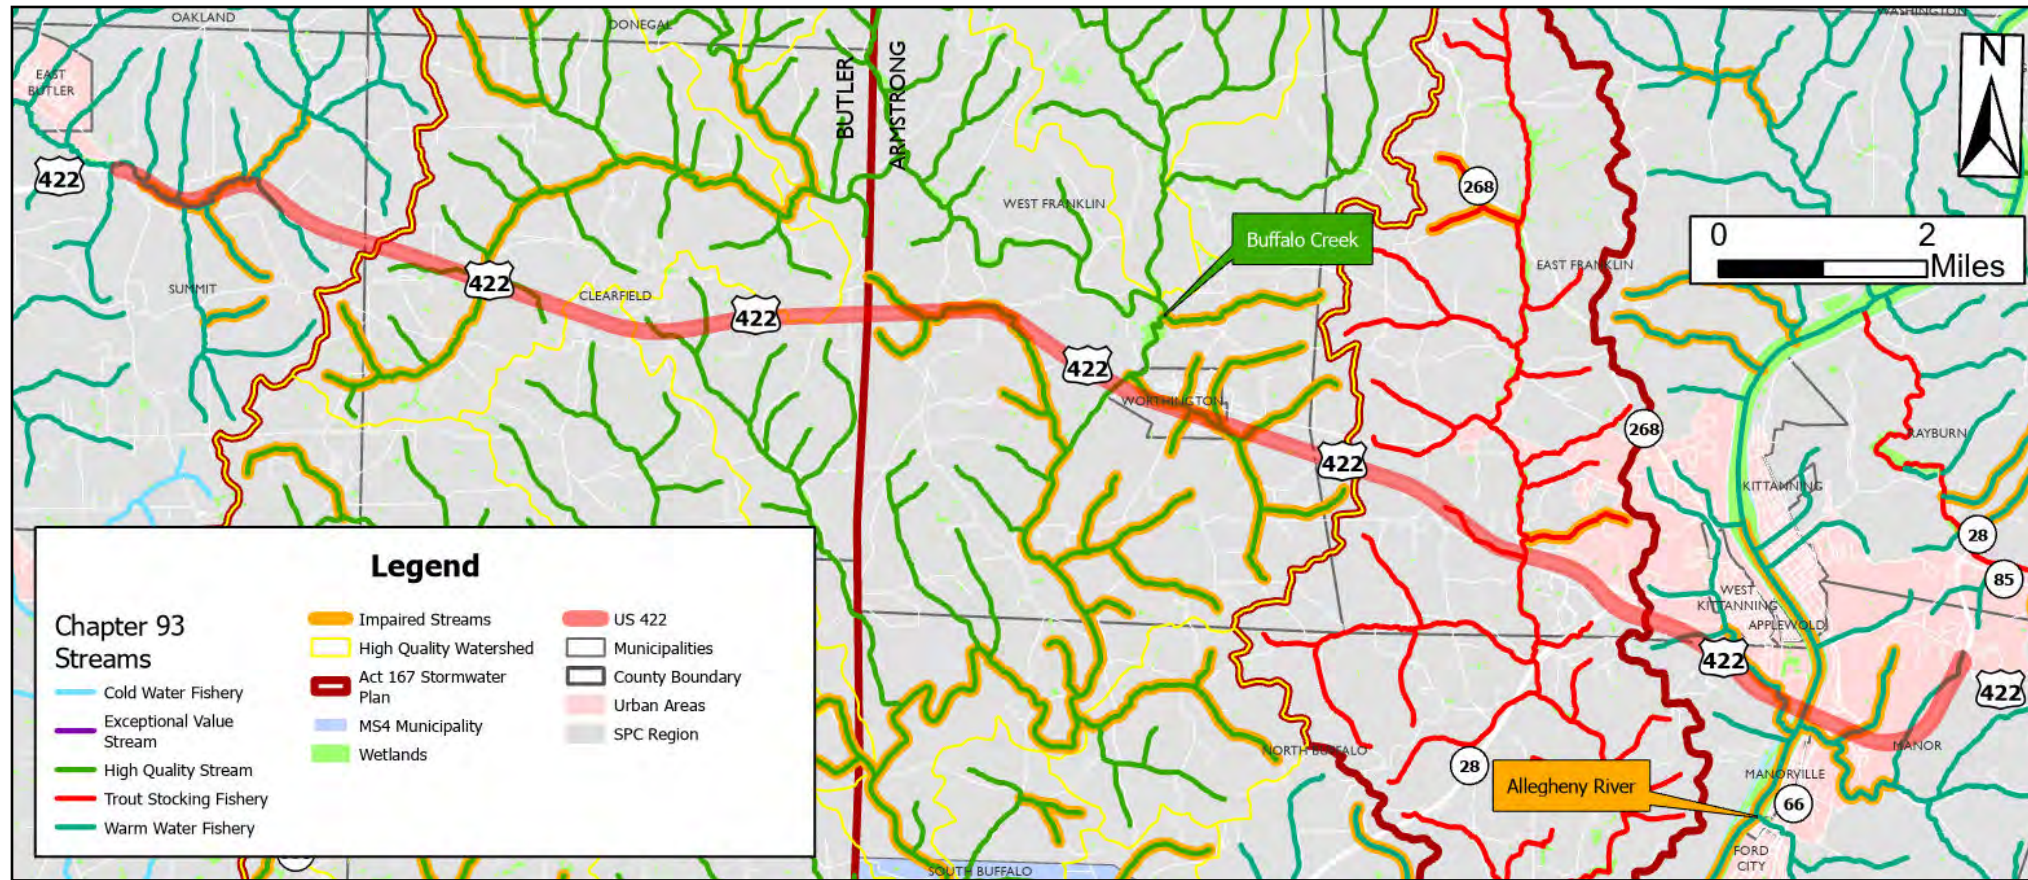 OAKLAND
DONEGAL
WASHINGTON
N
EAST
BUTLER
BUTLER
ARMSTRONG
422
268
WEST FRANKLIN
Buffalo Creek
0 2
Miles
EAST FRANKLIN
SUMMIT
422
CLEARFIELD
422
422
WORTHINGTON
268
RAYBURN
422
KITTANNING
28
85
WEST
KITTANNING
APPLEWOLD
422
422
NORTH BUFFALO
28
MANOR
MANORVILLE
Allegheny River
66
FORD
CITY
SOUTH BUFFALO
Legend
Chapter 93
Streams
Cold Water Fishery
Exceptional Value
Stream
High Quality Stream
Trout Stocking Fishery
Warm Water Fishery
Impaired Streams
High Quality Watershed
Act 167 Stormwater
Plan
MS4 Municipality
Wetlands
US 422
Municipalities
County Boundary
Urban Areas
SPC Region